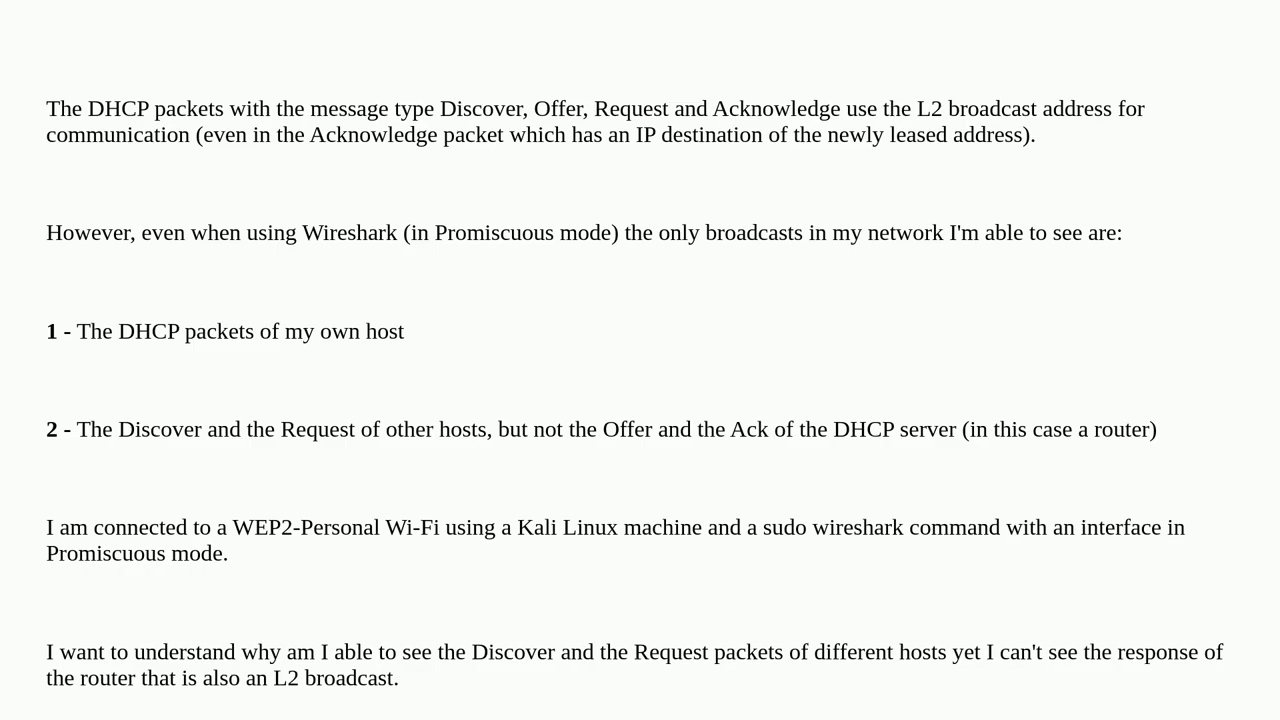 The DHCP packets with the message type Discover, Offer, Request and Acknowledge use the L2 broadcast address for
communication (even in the Acknowledge packet which has an IP destination of the newly leased address).
However, even when using Wireshark (in Promiscuous mode) the only broadcasts in my network I'm able to see are:
1 - The DHCP packets of my own host
2 - The Discover and the Request of other hosts, but not the Offer and the Ack of the DHCP server (in this case a router)
I am connected to a WEP2-Personal Wi-Fi using a Kali Linux machine and a sudo wireshark command with an interface in
Promiscuous mode.
I want to understand why am I able to see the Discover and the Request packets of different hosts yet I can't see the response of
the router that is also an L2 broadcast.